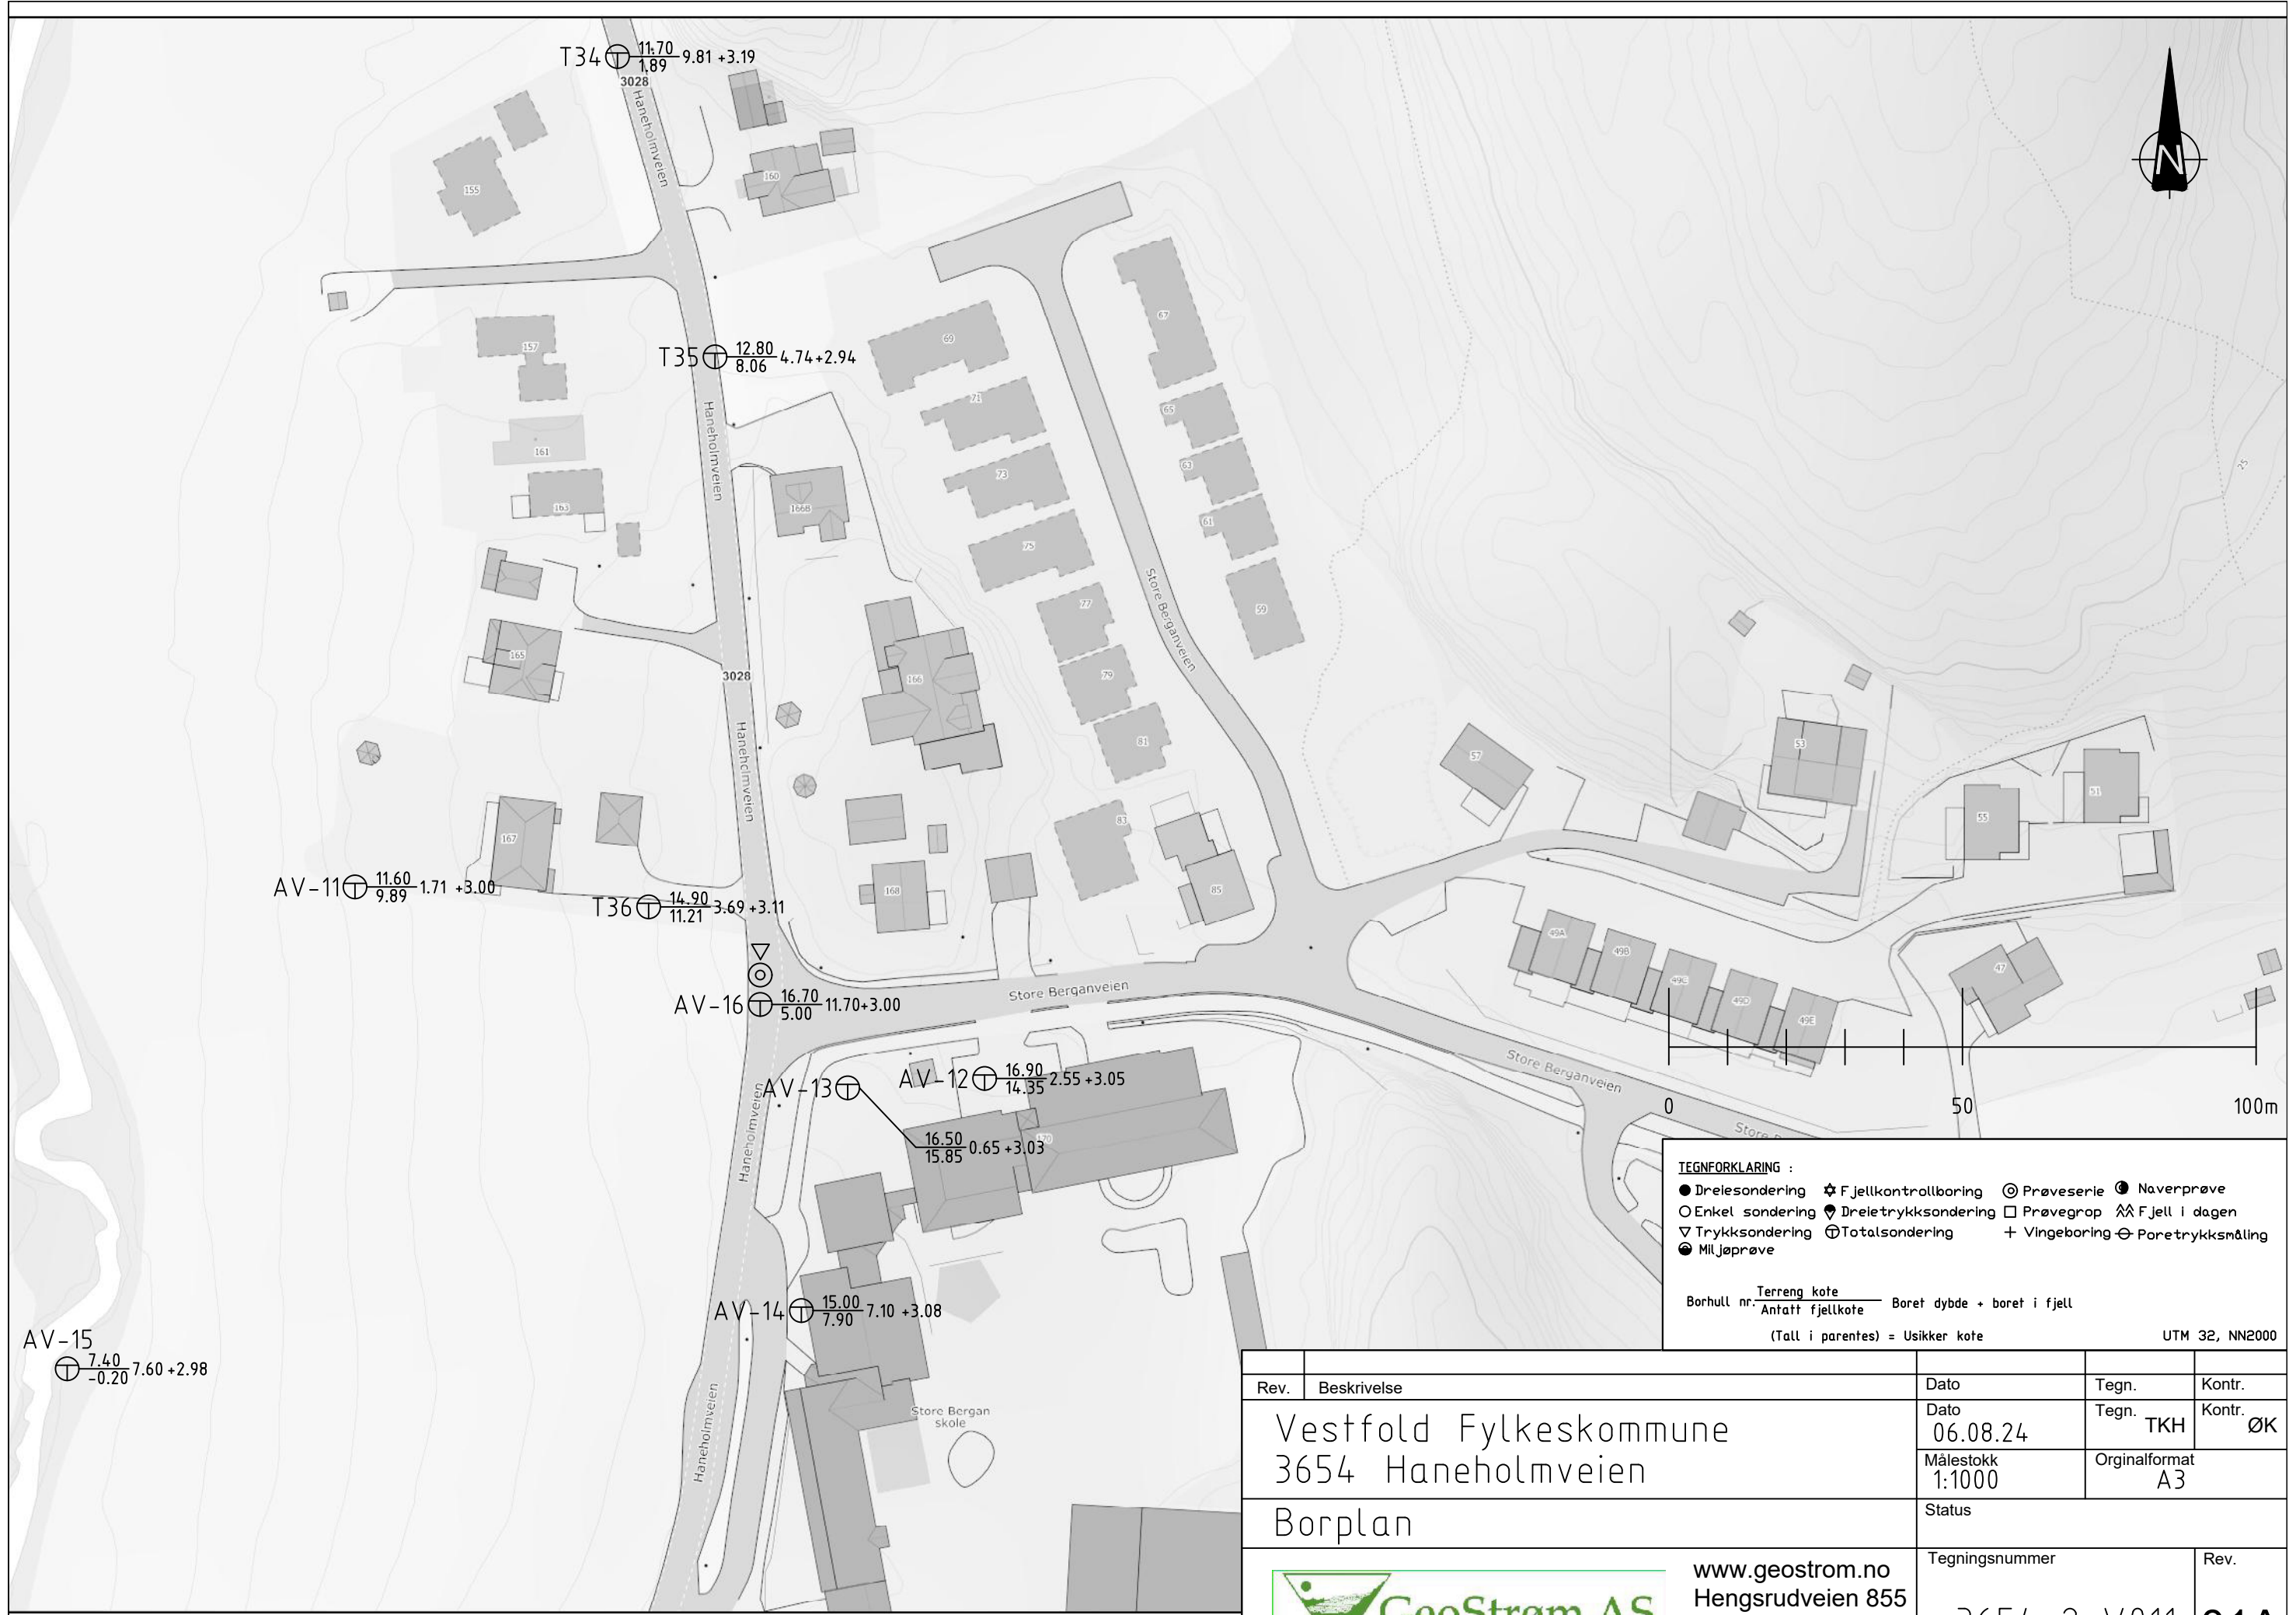 T34 11.70 9.81 +3.19
1.89
3028
Haneholmveien
155
160
N
157
T35 12.80 4.74+2.94
8.06
69
67
71
65
Haneholmveien
161
63
73
25
163
166B
61
75
Store Berganveien
77
59
165
166
79
3028
Haneholmveien
81
57
53
51
55
83
167
168
85
AV-11 11.60 1.71 +3.00
9.89
T36 14.90 3.69 +3.11
11.21
49A
49B
49C
49D
49E
47
AV-16 16.70 11.70+3.00
5.00
Store Berganveien
Store Berganveien
AV-13
AV-12 16.90 2.55 +3.05
14.35
0 50 100m
Haneholmveien
16.50 0.65 +3.03
15.85
170
Store
TEGNFORKLARING :
Dreiesondering Fjellkontrollboring Prøveserie Naverprøve
Enkel sondering Dreietrykksondering Prøvegrop Fjell i dagen
Trykksondering Totalsondering Vingeboring Poretrykksmåling
Miljøprøve
Borhull nr. Terreng kote Boret dybde + boret i fjell
Antatt fjellkote
(Tall i parentes) = Usikker kote UTM 32, NN2000
AV-14 15.00 7.10 +3.08
7.90
AV-15
7.40 7.60 +2.98
-0.20
Haneholmveien
Store Bergan
skole
Rev. Beskrivelse Dato Tegn. Kontr.
Vestfold Fylkeskommune
3654 Haneholmveien
Dato Tegn. Kontr.
06.08.24 TKH ØK
Målestokk Orginalformat
1:1000 A3
Borplan
Status
www.geostrom.no
Hengsrudveien 855
GeoStrøm AS
Tegningsnummer Rev.